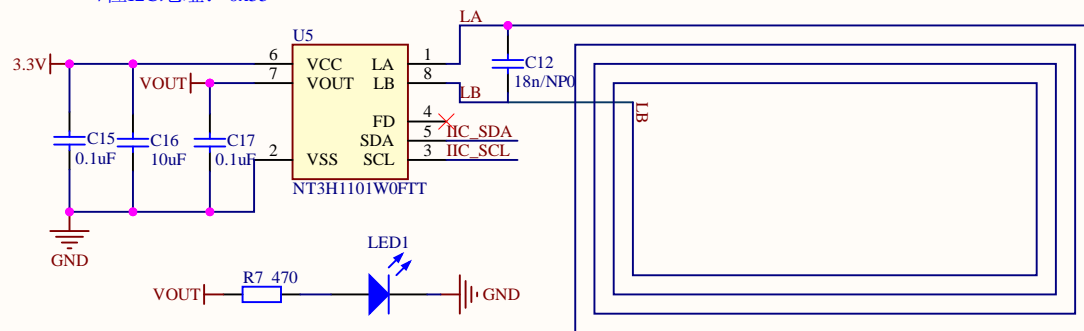 LA
U5
3.3V
6
VCC
LA
1
C12
VOUT
7
VOUT
LB
8
18n/NP0
LB
LB
FD
4
C15
C16
C17
SDA
5
IIC_SDA
0.1uF
10uF
0.1uF
2
VSS
SCL
3
IIC_SCL
NT3H1101W0FTT
GND
LED1
R7 470
VOUT
GND